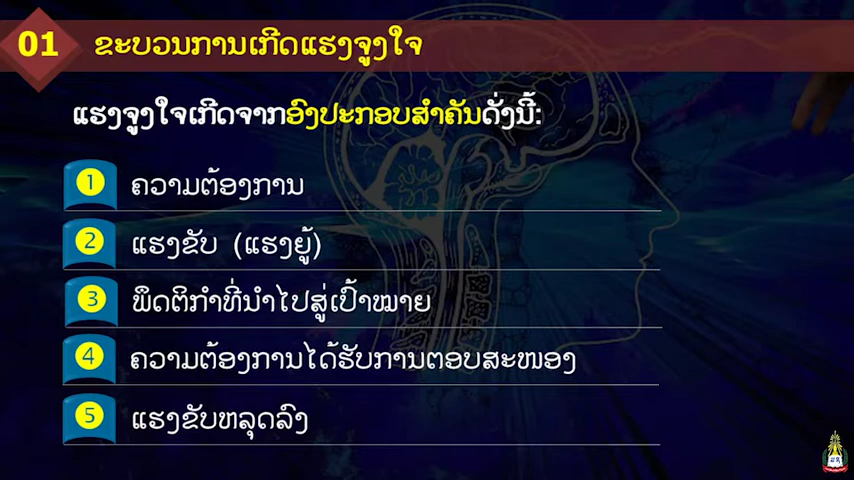 01 ຂະບວນການເກີດແຮງຈູງໃຈ
ແຮງຈູງໃຈເກີດຈາກອົງປະກອບສຳຄັນດັ່ງນີ້:
1 ຄວາມຕ້ອງການ
2 ແຮງຂັບ (ແຮງຍູ້)
3 ພຶດຕິກຳທີ່ນຳໄປສູ່ເປົ້າໝາຍ
4 ຄວາມຕ້ອງການໄດ້ຮັບການຕອບສະໜອງ
5 ແຮງຂັບຫລຸດລົງ